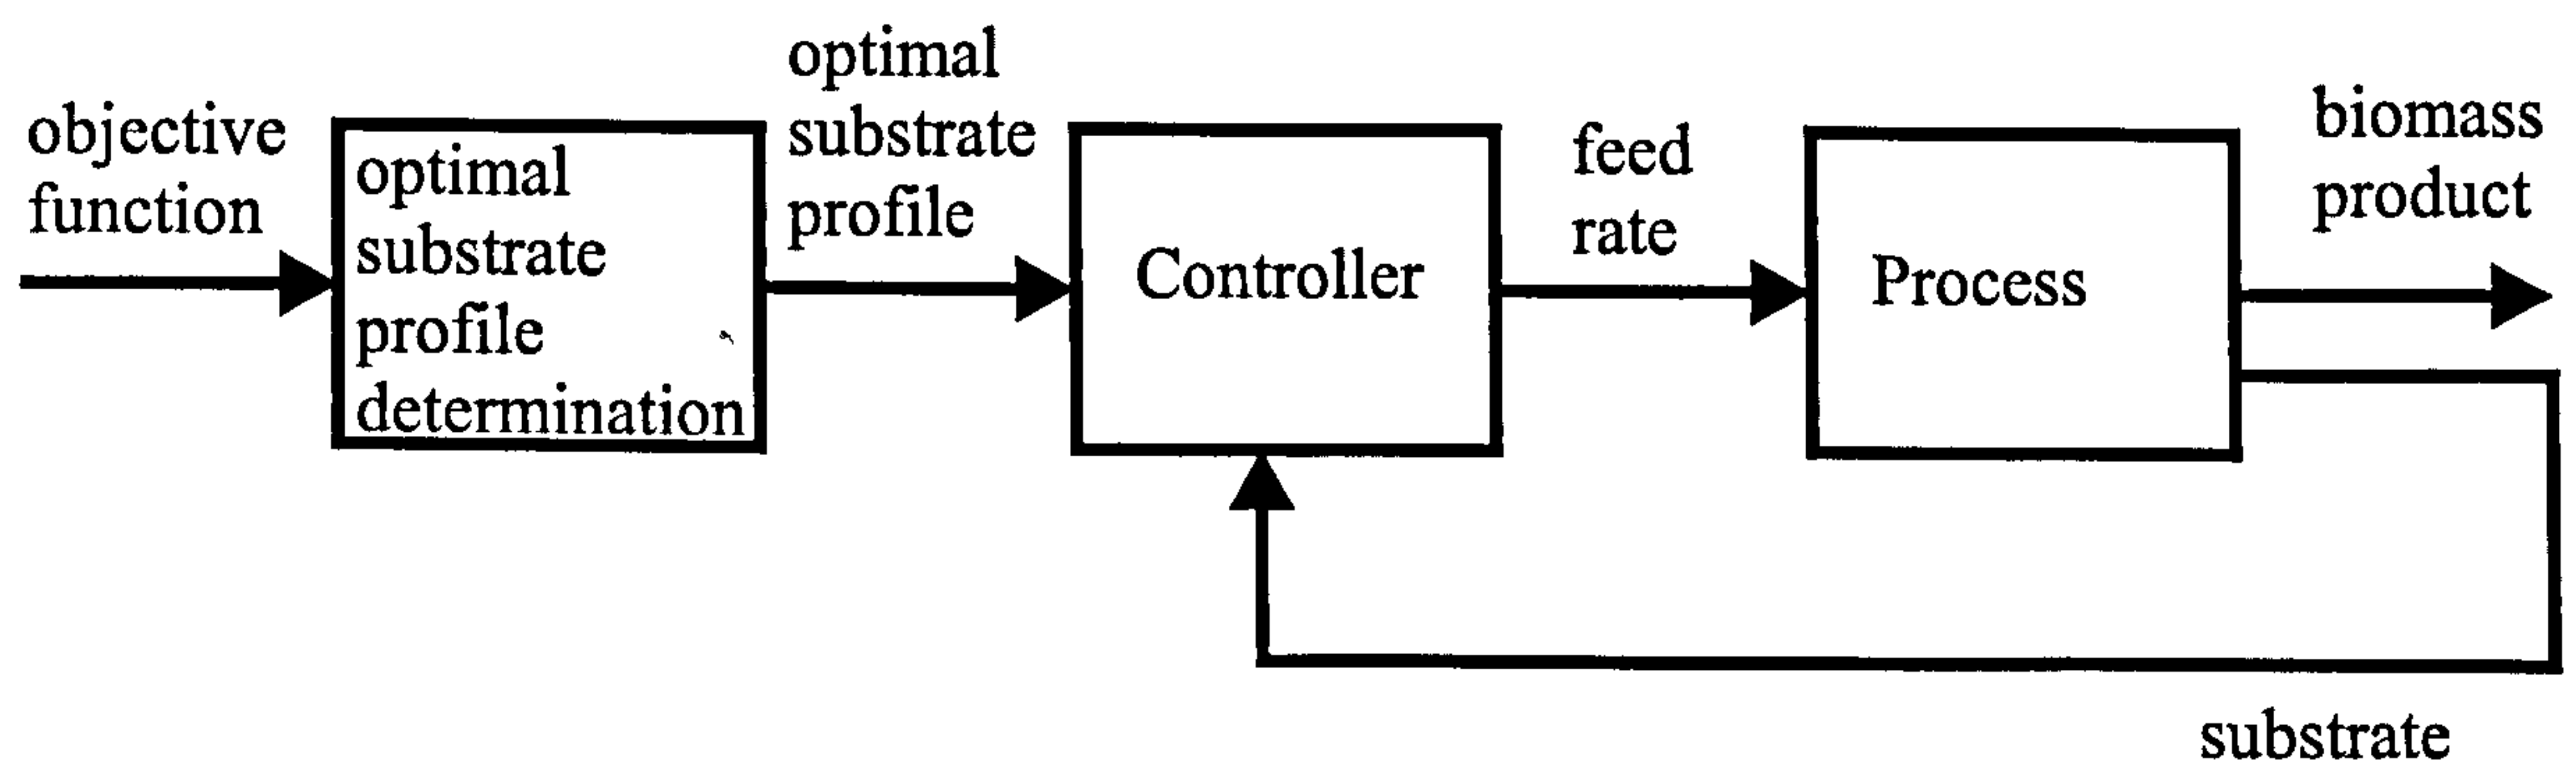 objective
function
optimal
substrate
profile
determination
optimal
substrate
profile
Controller
feed
rate
Process
biomass
product
substrate